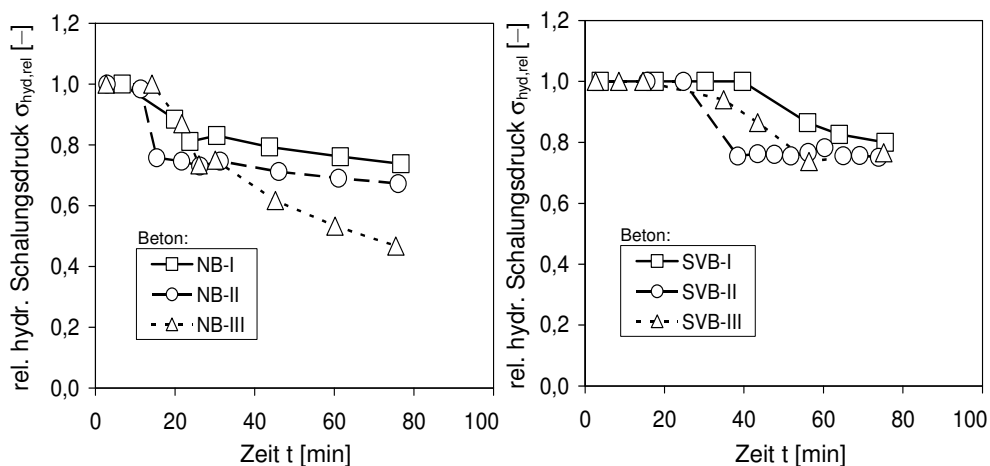 rel. hydr. Schalungsdruck σhyd,rel [–]
1,2
1,0
0,8
0,6
0,4
0,2
0,0
Beton:
NB-I
NB-II
NB-III
0 20 40 60 80 100
Zeit t [min]
rel. hydr. Schalungsdruck σhyd,rel [–]
1,2
1,0
0,8
0,6
0,4
0,2
0,0
Beton:
SVB-I
SVB-II
SVB-III
0 20 40 60 80 100
Zeit t [min]